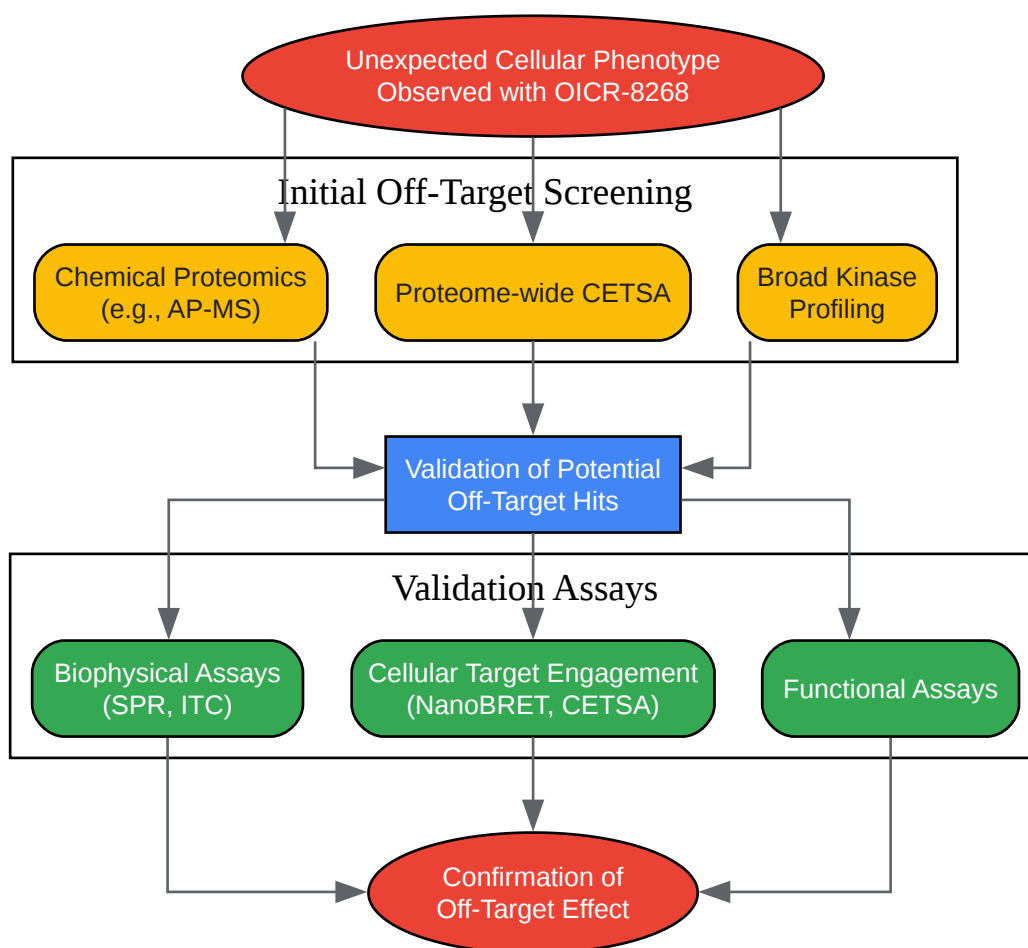 Unexpected Cellular Phenotype
Observed with OICR-8268
Initial Off-Target Screening
Chemical Proteomics
(e.g., AP-MS)
Proteome-wide CETSA
Broad Kinase
Profiling
Validation of Potential
Off-Target Hits
Validation Assays
Biophysical Assays
(SPR, ITC)
Cellular Target Engagement
(NanoBRET, CETSA)
Functional Assays
Confirmation of
Off-Target Effect